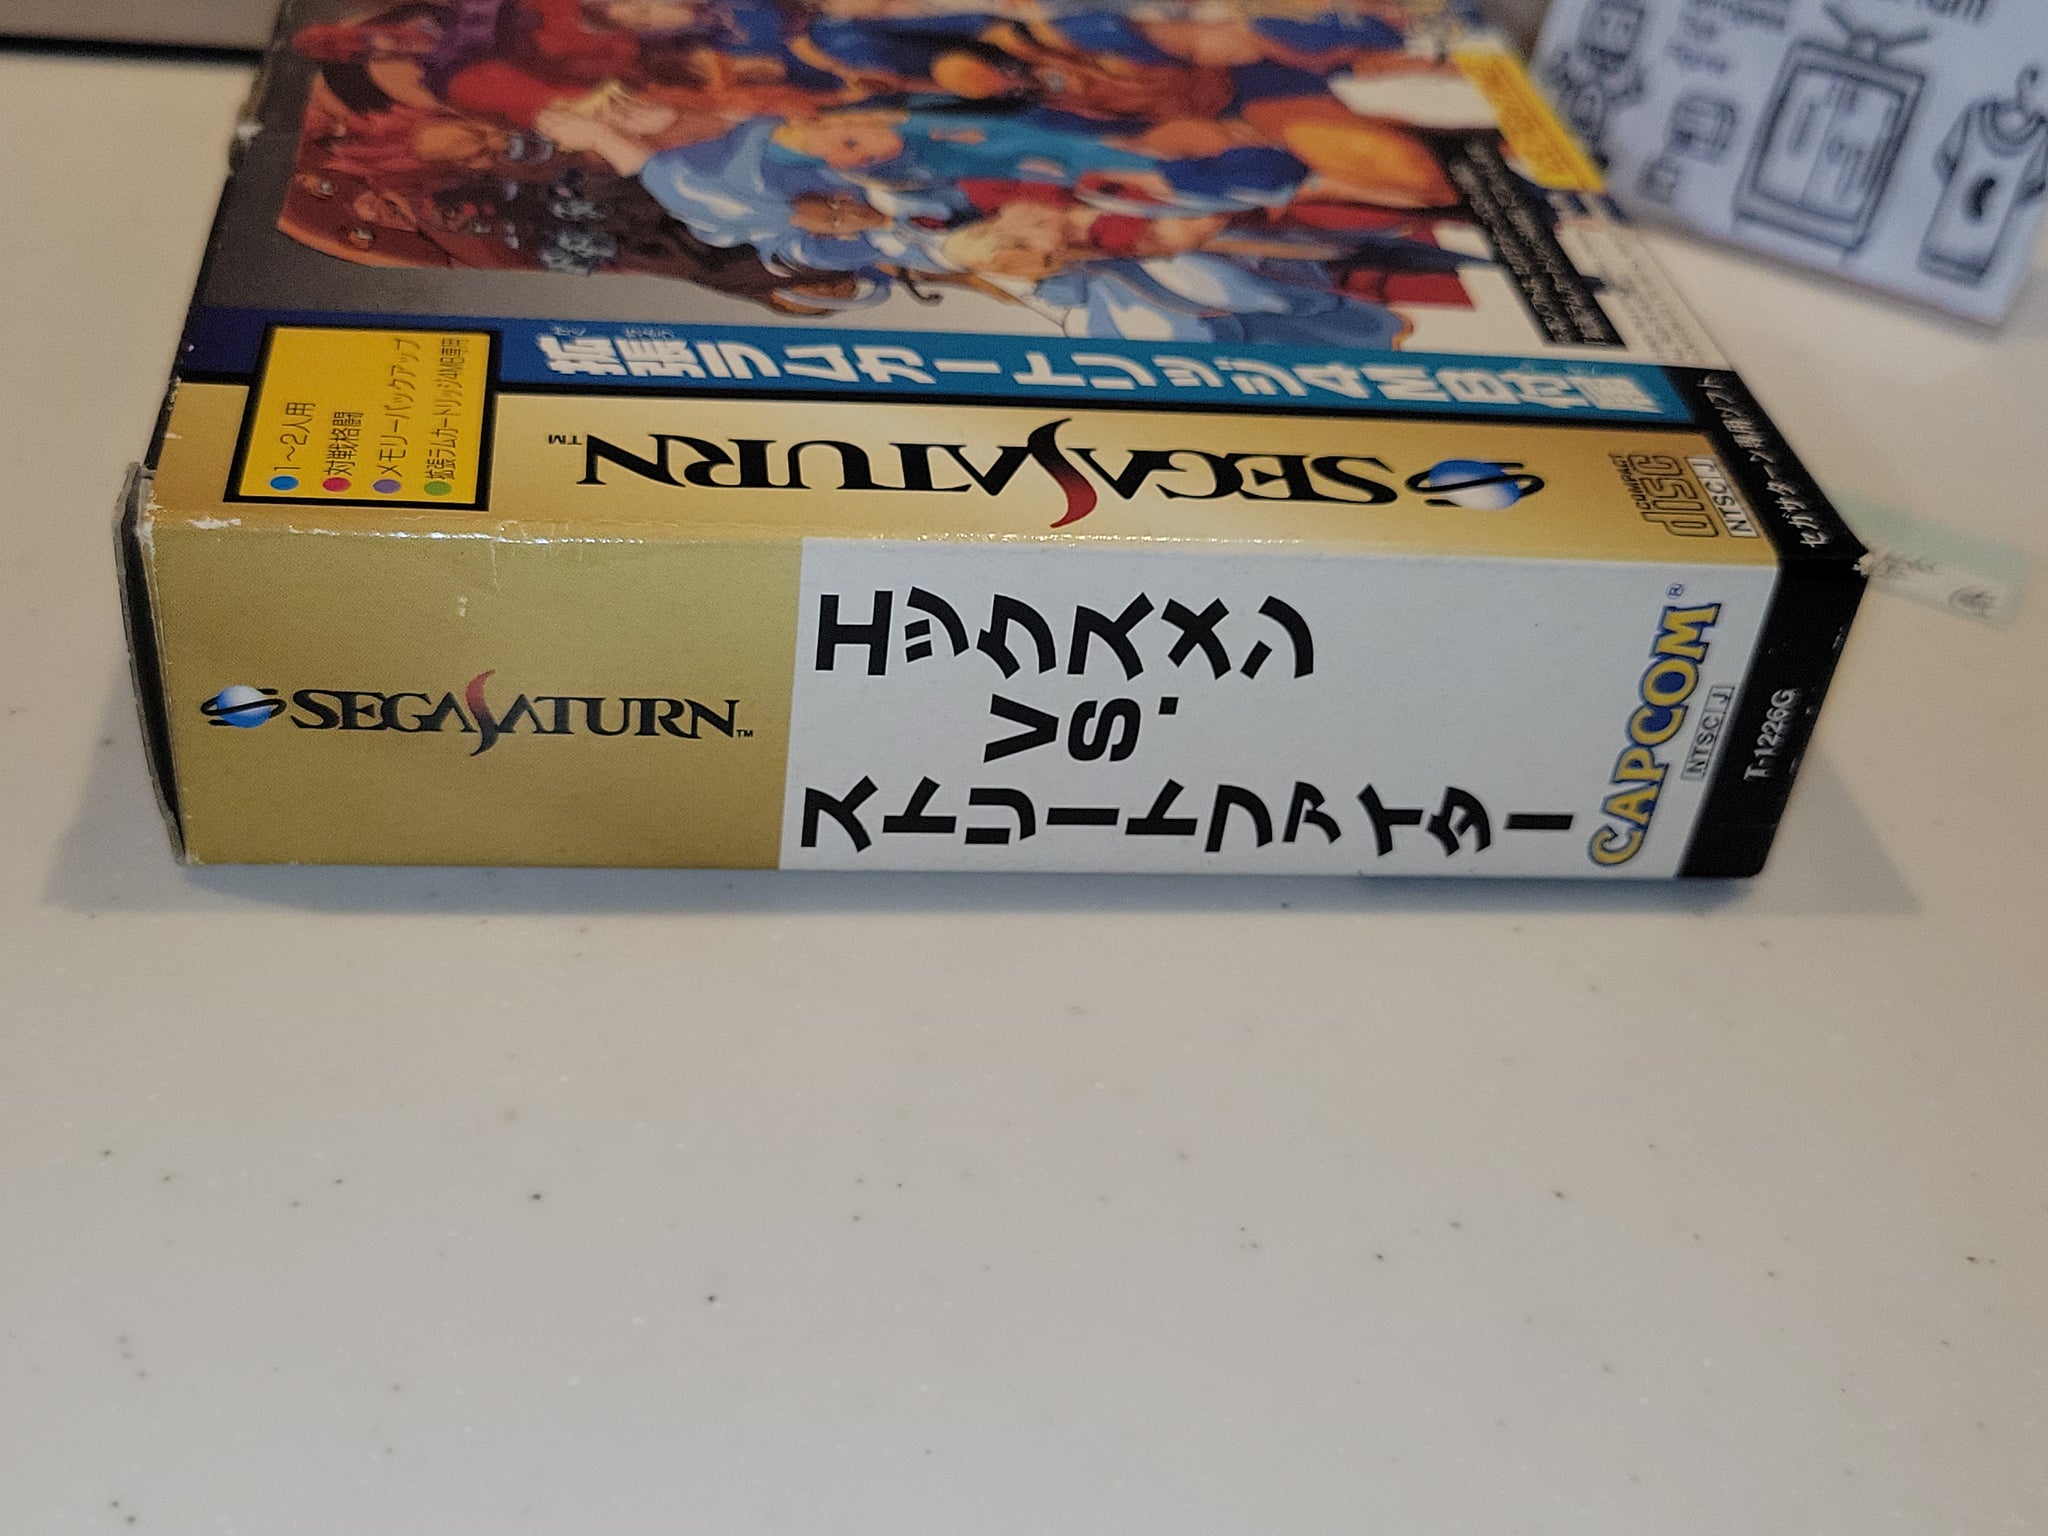 拡張ラムカートリッジ4MB付属
1～2人用
対戦格闘
メモリーバックアップ
拡張ラムカートリッジ4MB専用
SEGASATURN™
COMPACT
disc
NTSC J
セガサターン専用ソフト
SEGASATURN™
エックスメン
VS.
ストリートファイター
CAPCOM®
NTSC J
T-1226G